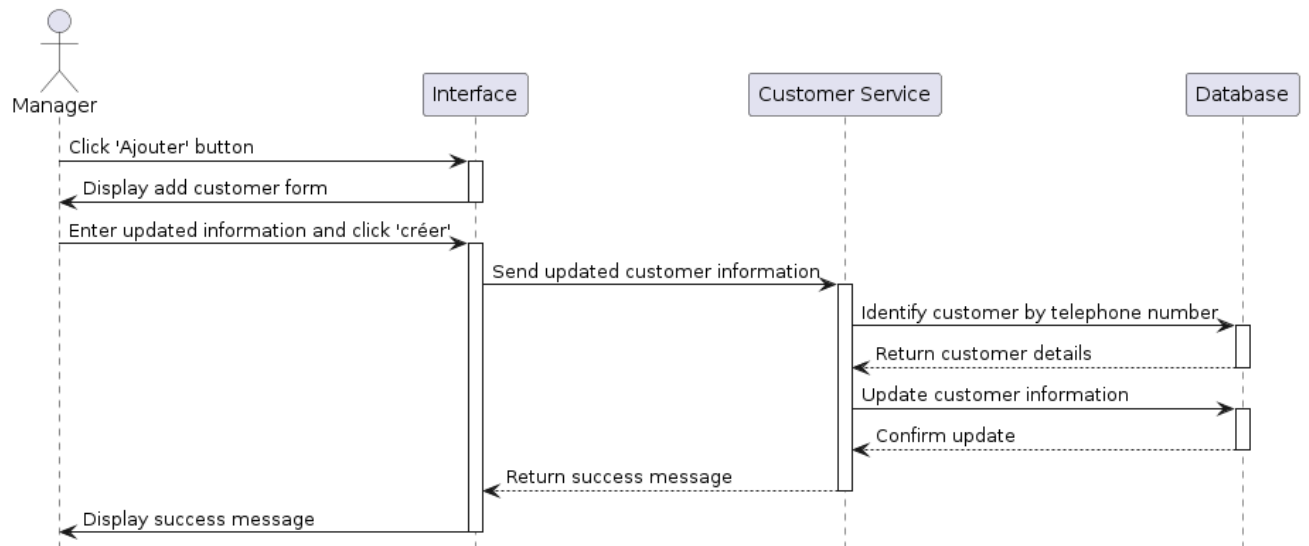 Manager
Interface
Customer Service
Database
Click 'Ajouter' button
Display add customer form
Enter updated information and click 'créer'
Send updated customer information
Identify customer by telephone number
Return customer details
Update customer information
Confirm update
Return success message
Display success message